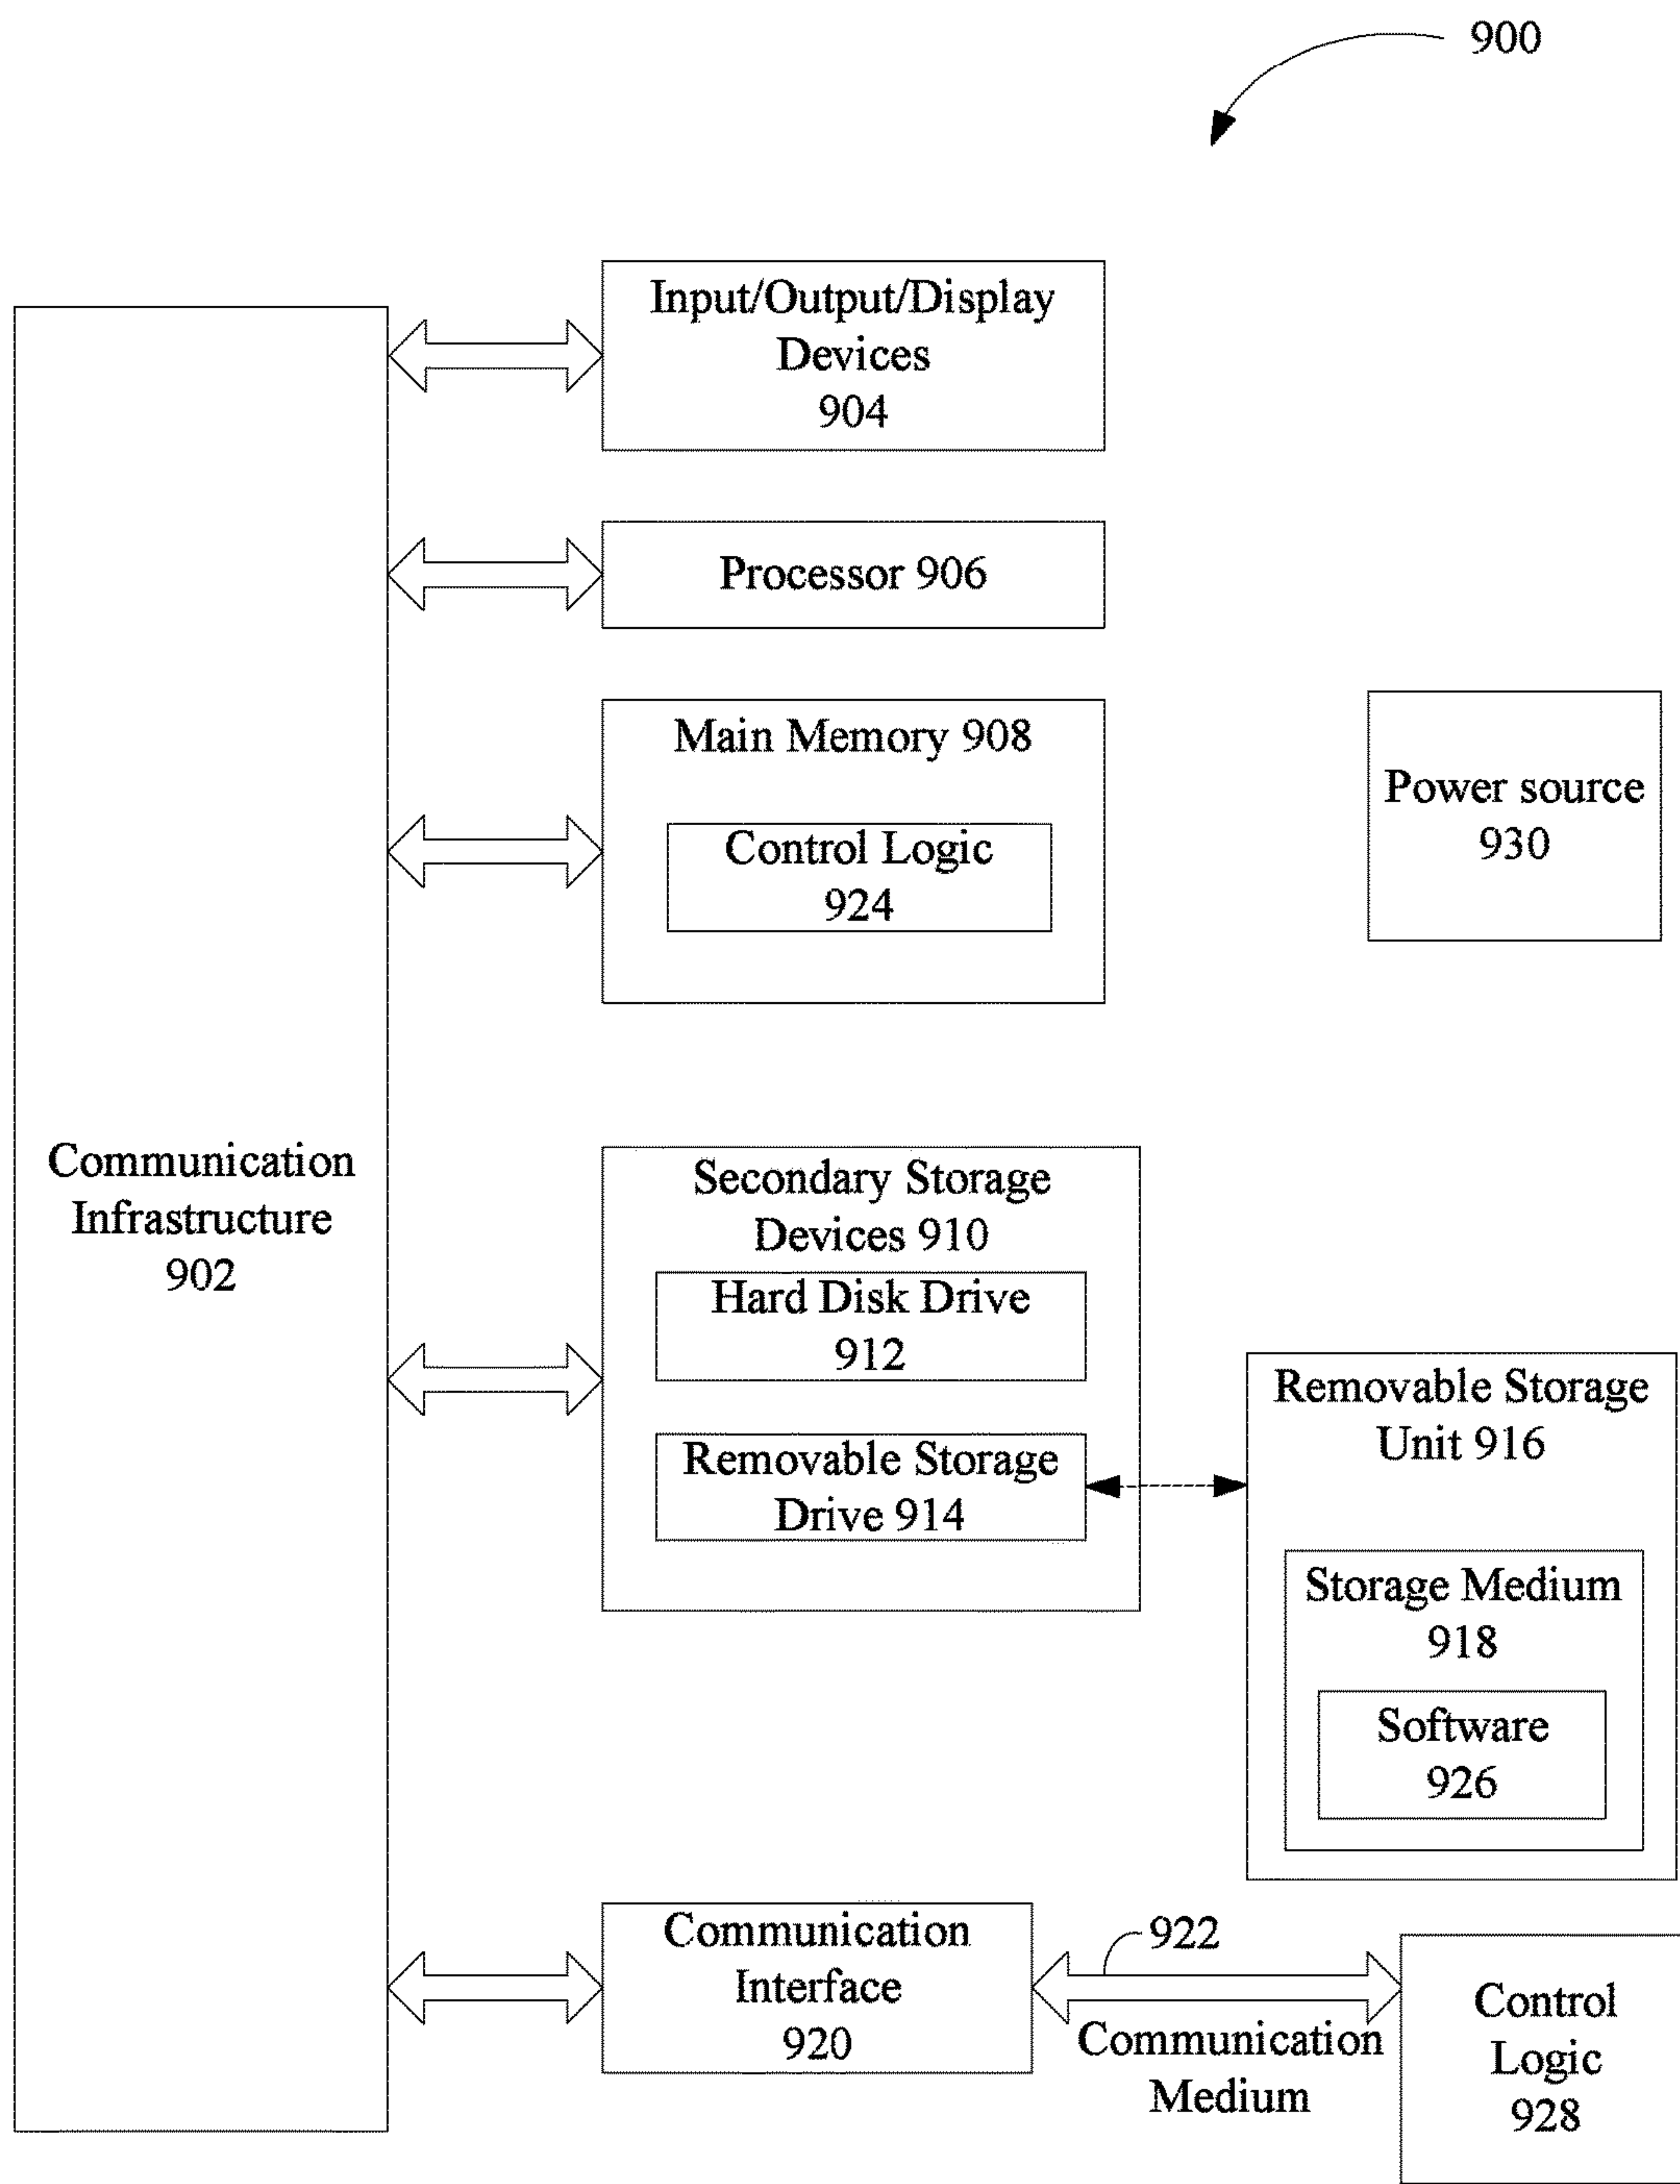 900
Input/Output/Display
Devices
904
Processor 906
Main Memory 908
Control Logic
924
Power source
930
Communication
Infrastructure
902
Secondary Storage
Devices 910
Hard Disk Drive
912
Removable Storage
Drive 914
Removable Storage
Unit 916
Storage Medium
918
Software
926
Communication
Interface
920
922
Communication
Medium
Control
Logic
928